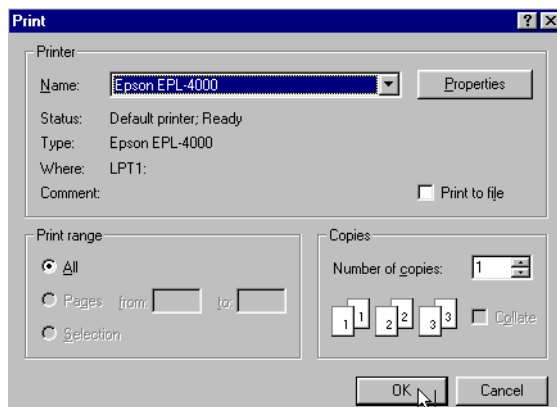 Print
Printer
Name: Epson EPL-4000 Properties
Status: Default printer; Ready
Type: Epson EPL-4000
Where: LPT1:
Comment: Print to file
Print range
All
Pages from: to:
Selection
Copies
Number of copies: 1
1 1 2 2 3 3 Collate
OK Cancel